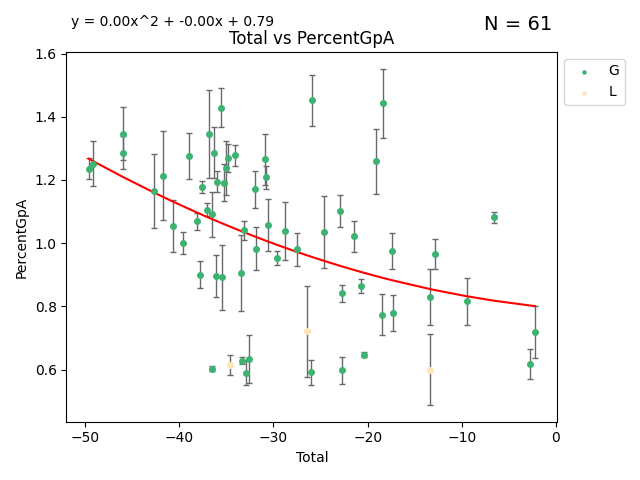 y = 0.00x^2 + -0.00x + 0.79
N = 61
Total vs PercentGpA
G
L
1.6
1.4
1.2
1.0
0.8
0.6
PercentGpA
−50
−40
−30
−20
−10
0
Total